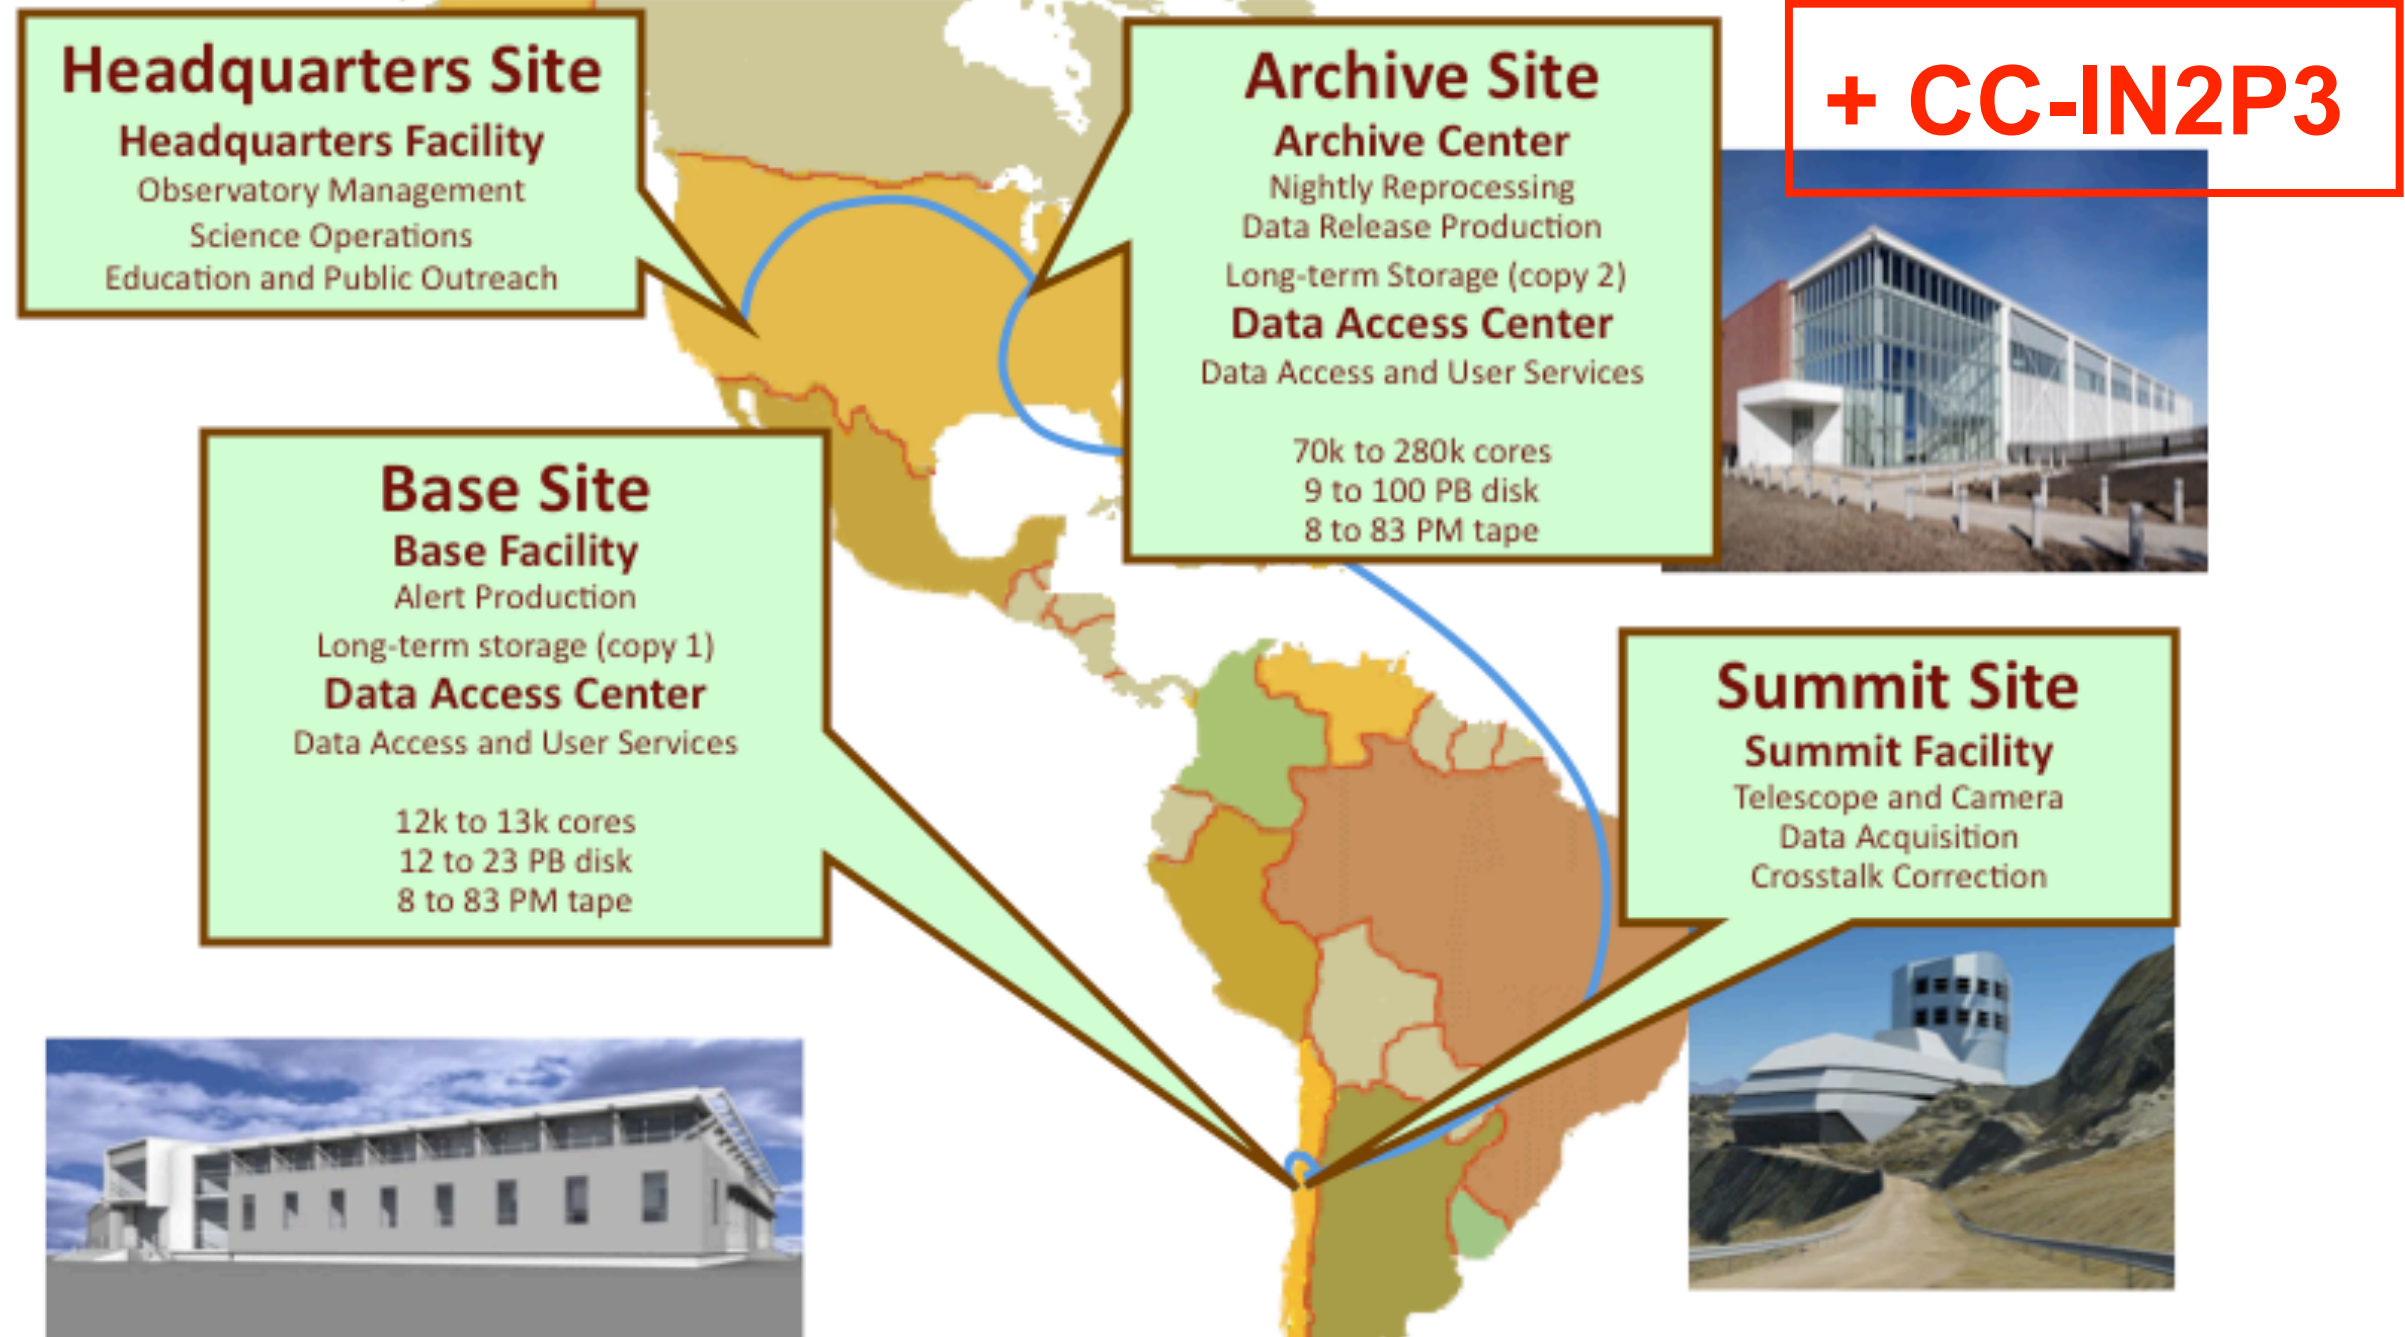 Headquarters Site
Headquarters Facility
Observatory Management
Science Operations
Education and Public Outreach
Archive Site
Archive Center
Nightly Reprocessing
Data Release Production
Long-term Storage (copy 2)
Data Access Center
Data Access and User Services
70k to 280k cores
9 to 100 PB disk
8 to 83 PM tape
+ CC-IN2P3
Base Site
Base Facility
Alert Production
Long-term storage (copy 1)
Data Access Center
Data Access and User Services
12k to 13k cores
12 to 23 PB disk
8 to 83 PM tape
Summit Site
Summit Facility
Telescope and Camera
Data Acquisition
Crosstalk Correction